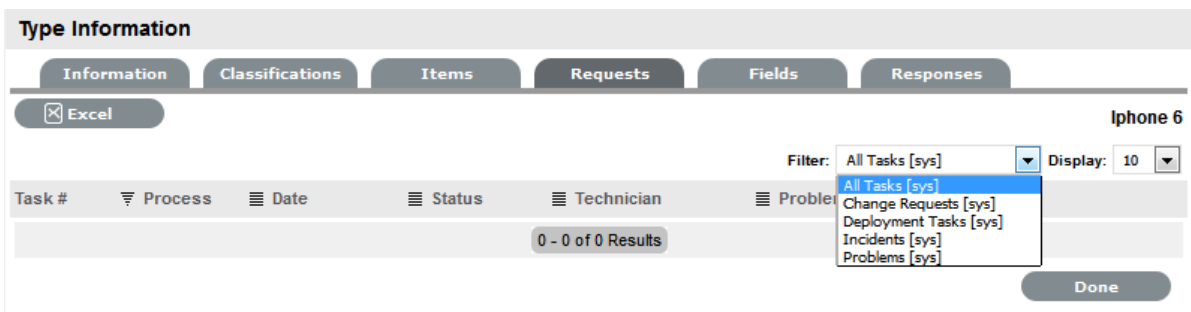 Type Information
Information Classifications Items Requests Fields Responses
Excel
Iphone 6
Filter: All Tasks [sys] Display: 10
All Tasks [sys]
Task # Process Date Status Technician
Change Requests [sys]
Deployment Tasks [sys]
0 - 0 of 0 Results Incidents [sys]
Problems [sys]
Done